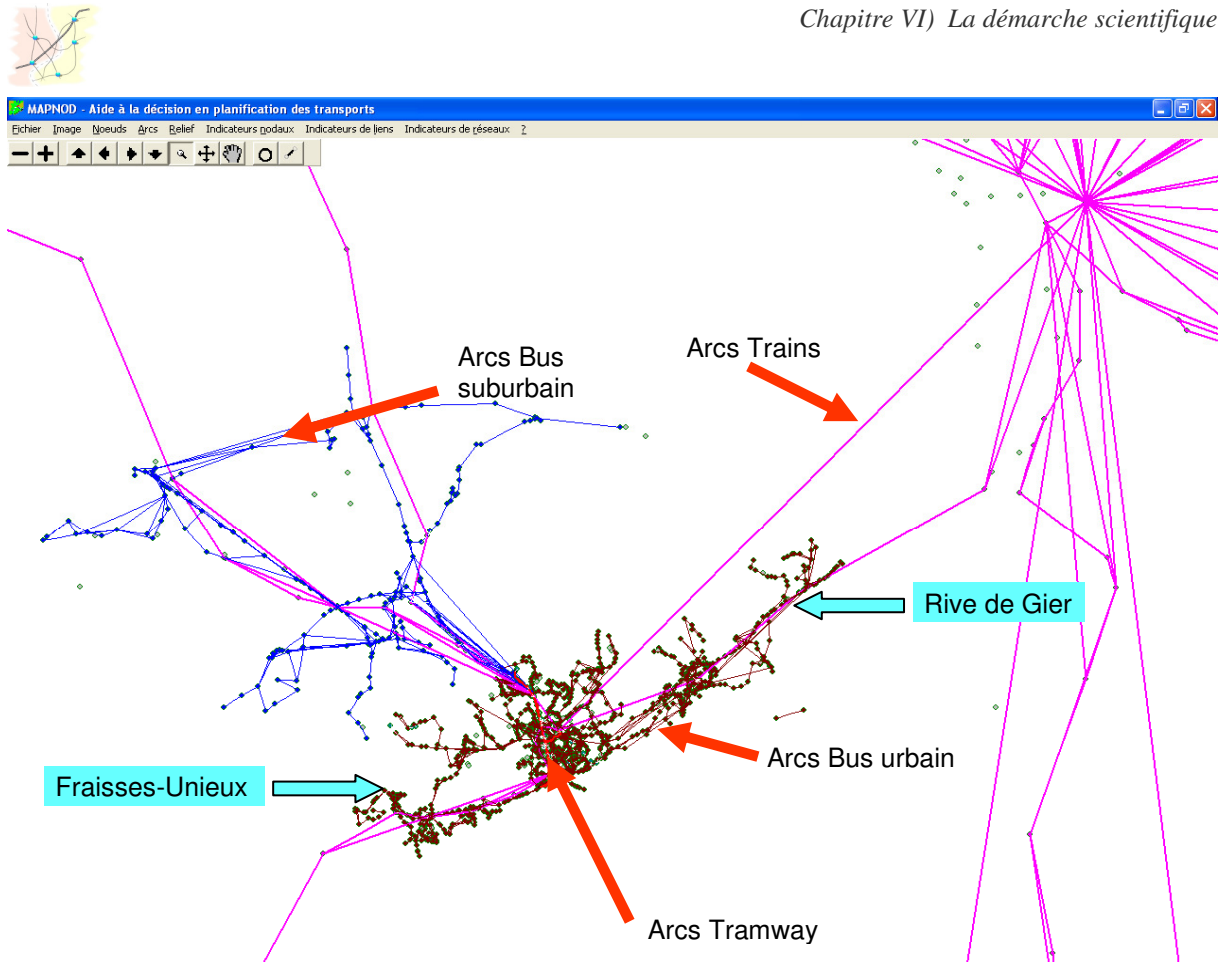 Chapitre VI) La démarche scientifique
MAPNOD - Aide à la décision en planification des transports
Fichier Image Noeuds Arcs Relief Indicateurs nodaux Indicateurs de liens Indicateurs de réseaux ?
Arcs Bus
suburbain
Arcs Trains
Rive de Gier
Arcs Bus urbain
Fraisses-Unieux
Arcs Tramway